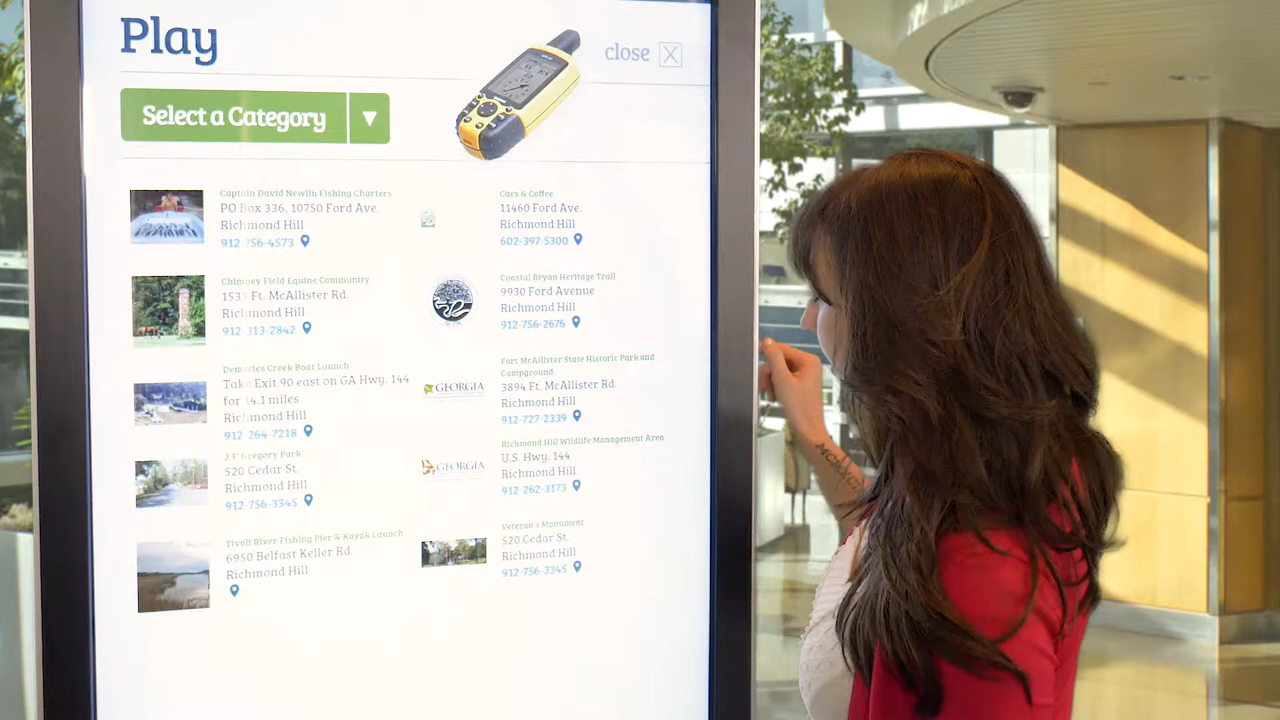 Play
close X
Select a Category
Captain David Newlin Fishing Charters
PO Box 336, 10750 Ford Ave.
Richmond Hill
912 756-4573
Chimney Field Equine Community
Ft. McAllister Rd.
Richmond Hill
912 313-2842
Demeries Creek Boat Launch
Take Exit 90 east on GA Hwy. 144
for 14.1 miles
Richmond Hill
912 264-7218
J.F. Gregory Park
520 Cedar St.
Richmond Hill
912-756-3345
Tivoli River Fishing Pier & Kayak Launch
6950 Belfast Keller Rd.
Richmond Hill
Cars & Coffee
11460 Ford Ave.
Richmond Hill
602-397-5300
Coastal Bryan Heritage Trail
9930 Ford Avenue
Richmond Hill
912-756-2676
GEORGIA
Fort McAllister State Historic Park and
Campground
3894 Ft. McAllister Rd.
Richmond Hill
912-727-2339
GEORGIA
Richmond Hill Wildlife Management Area
U.S. Hwy. 144
Richmond Hill
912-262-3173
Veteran's Monument
520 Cedar St.
Richmond Hill
912-756-3345